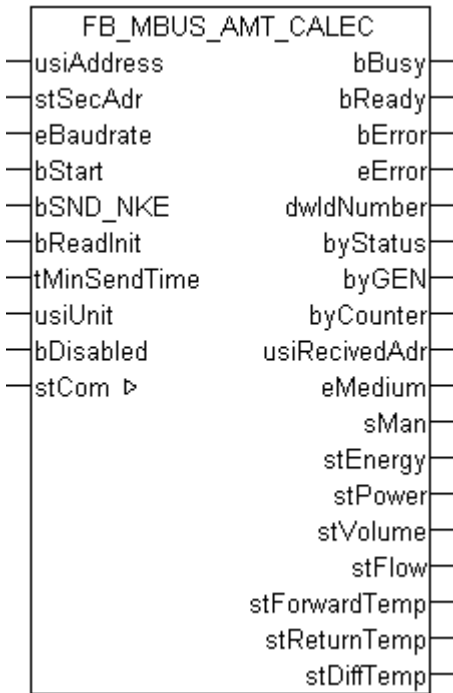 FB_MBUS_AMT_CALEC
usiAddress bBusy
stSecAdr bReady
eBaudrate bError
bStart eError
bSND_NKE dwIdNumber
bReadInit byStatus
tMinSendTime byGEN
usiUnit byCounter
bDisabled usiRecivedAdr
stCom ▷ eMedium
sMan
stEnergy
stPower
stVolume
stFlow
stForwardTemp
stReturnTemp
stDiffTemp